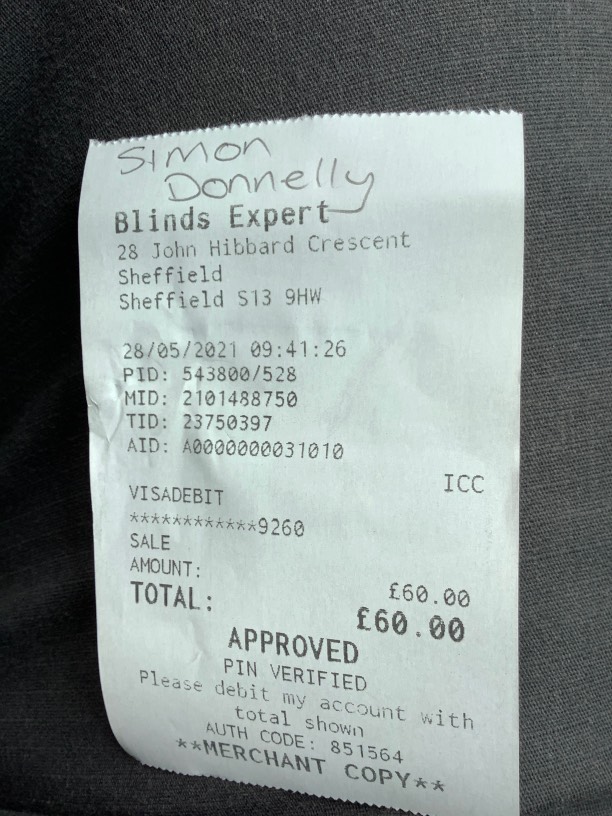 Simon
Donnelly
Blinds Expert
28 John Hibbard Crescent
Sheffield
Sheffield S13 9HW
28/05/2021 09:41:26
PID: 543800/528
MID: 2101488750
TID: 23750397
AID: A0000000031010
ICC
VISADEBIT
************9260
SALE
AMOUNT: £60.00
TOTAL: £60.00
APPROVED
PIN VERIFIED
Please debit my account with
total shown
AUTH CODE: 851564
**MERCHANT COPY**